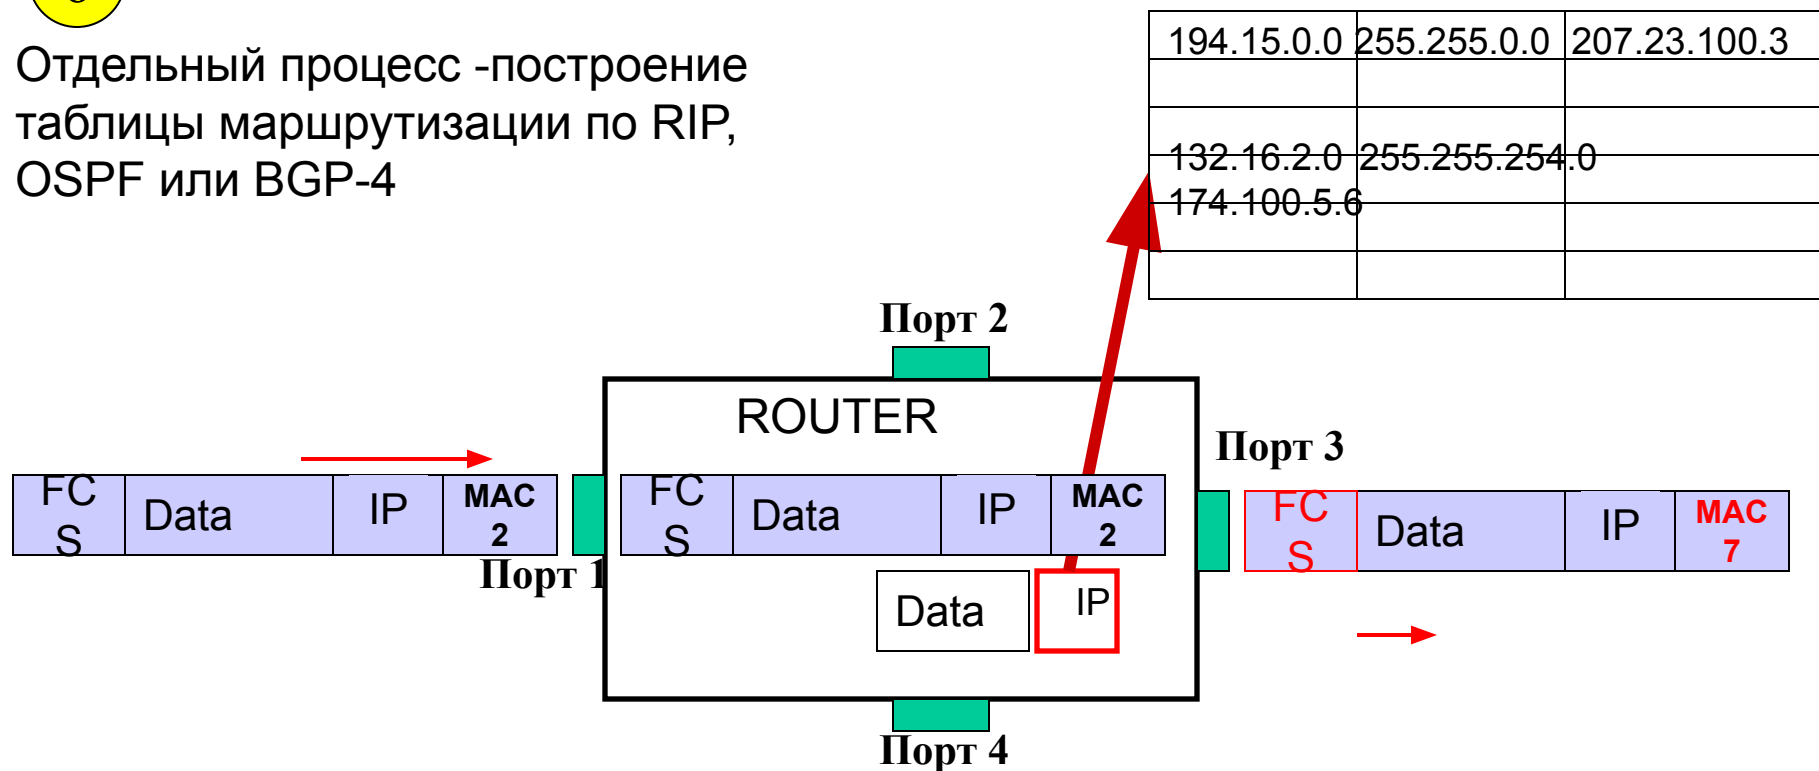 Отдельный процесс -построение
таблицы маршрутизации по RIP,
OSPF или BGP-4
194.15.0.0 255.255.0.0 207.23.100.3
132.16.2.0 255.255.254.0
174.100.5.6
Порт 2
ROUTER
Порт 3
FC
S
Data
IP
MAC
2
FC
S
Data
IP
MAC
2
FC
S
Data
IP
MAC
7
Порт 1
Data
IP
Порт 4